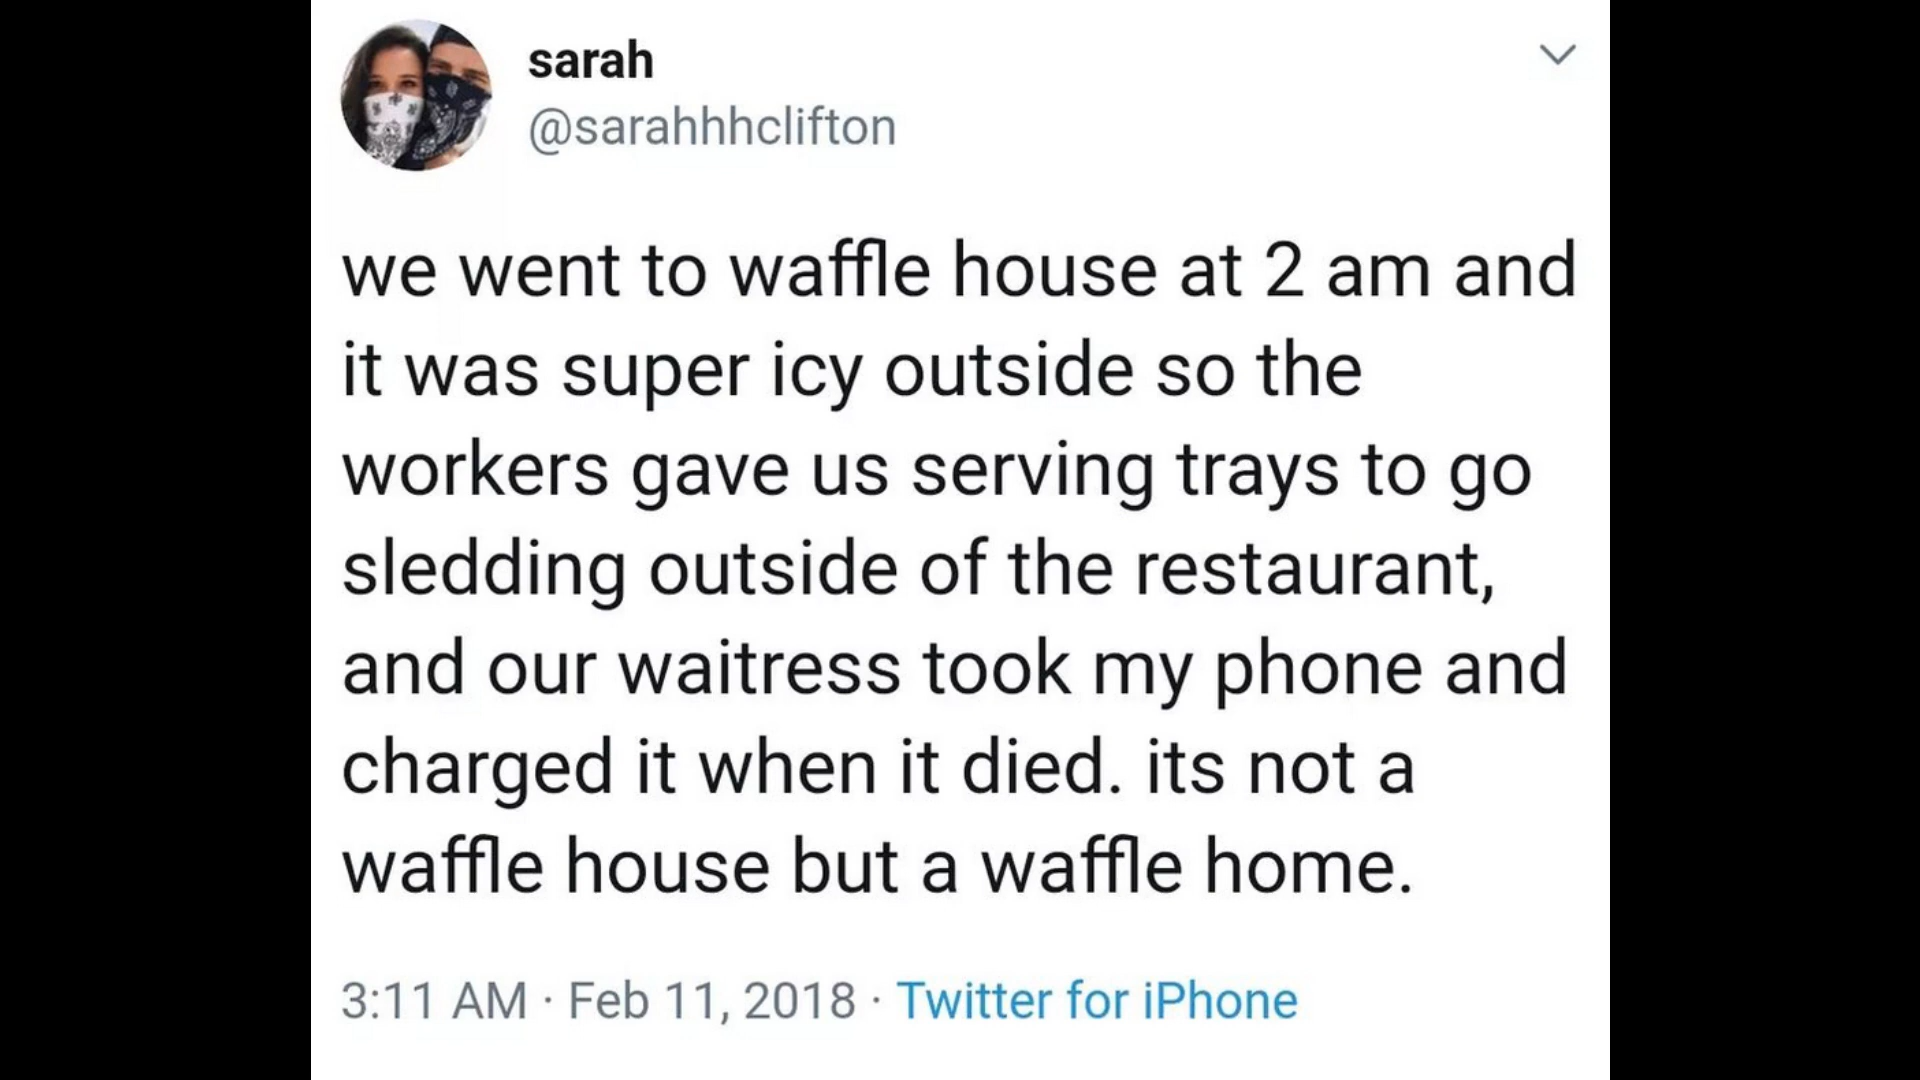 sarah
@sarahhhclifton
we went to waffle house at 2 am and
it was super icy outside so the
workers gave us serving trays to go
sledding outside of the restaurant,
and our waitress took my phone and
charged it when it died. its not a
waffle house but a waffle home.
3:11 AM · Feb 11, 2018 · Twitter for iPhone